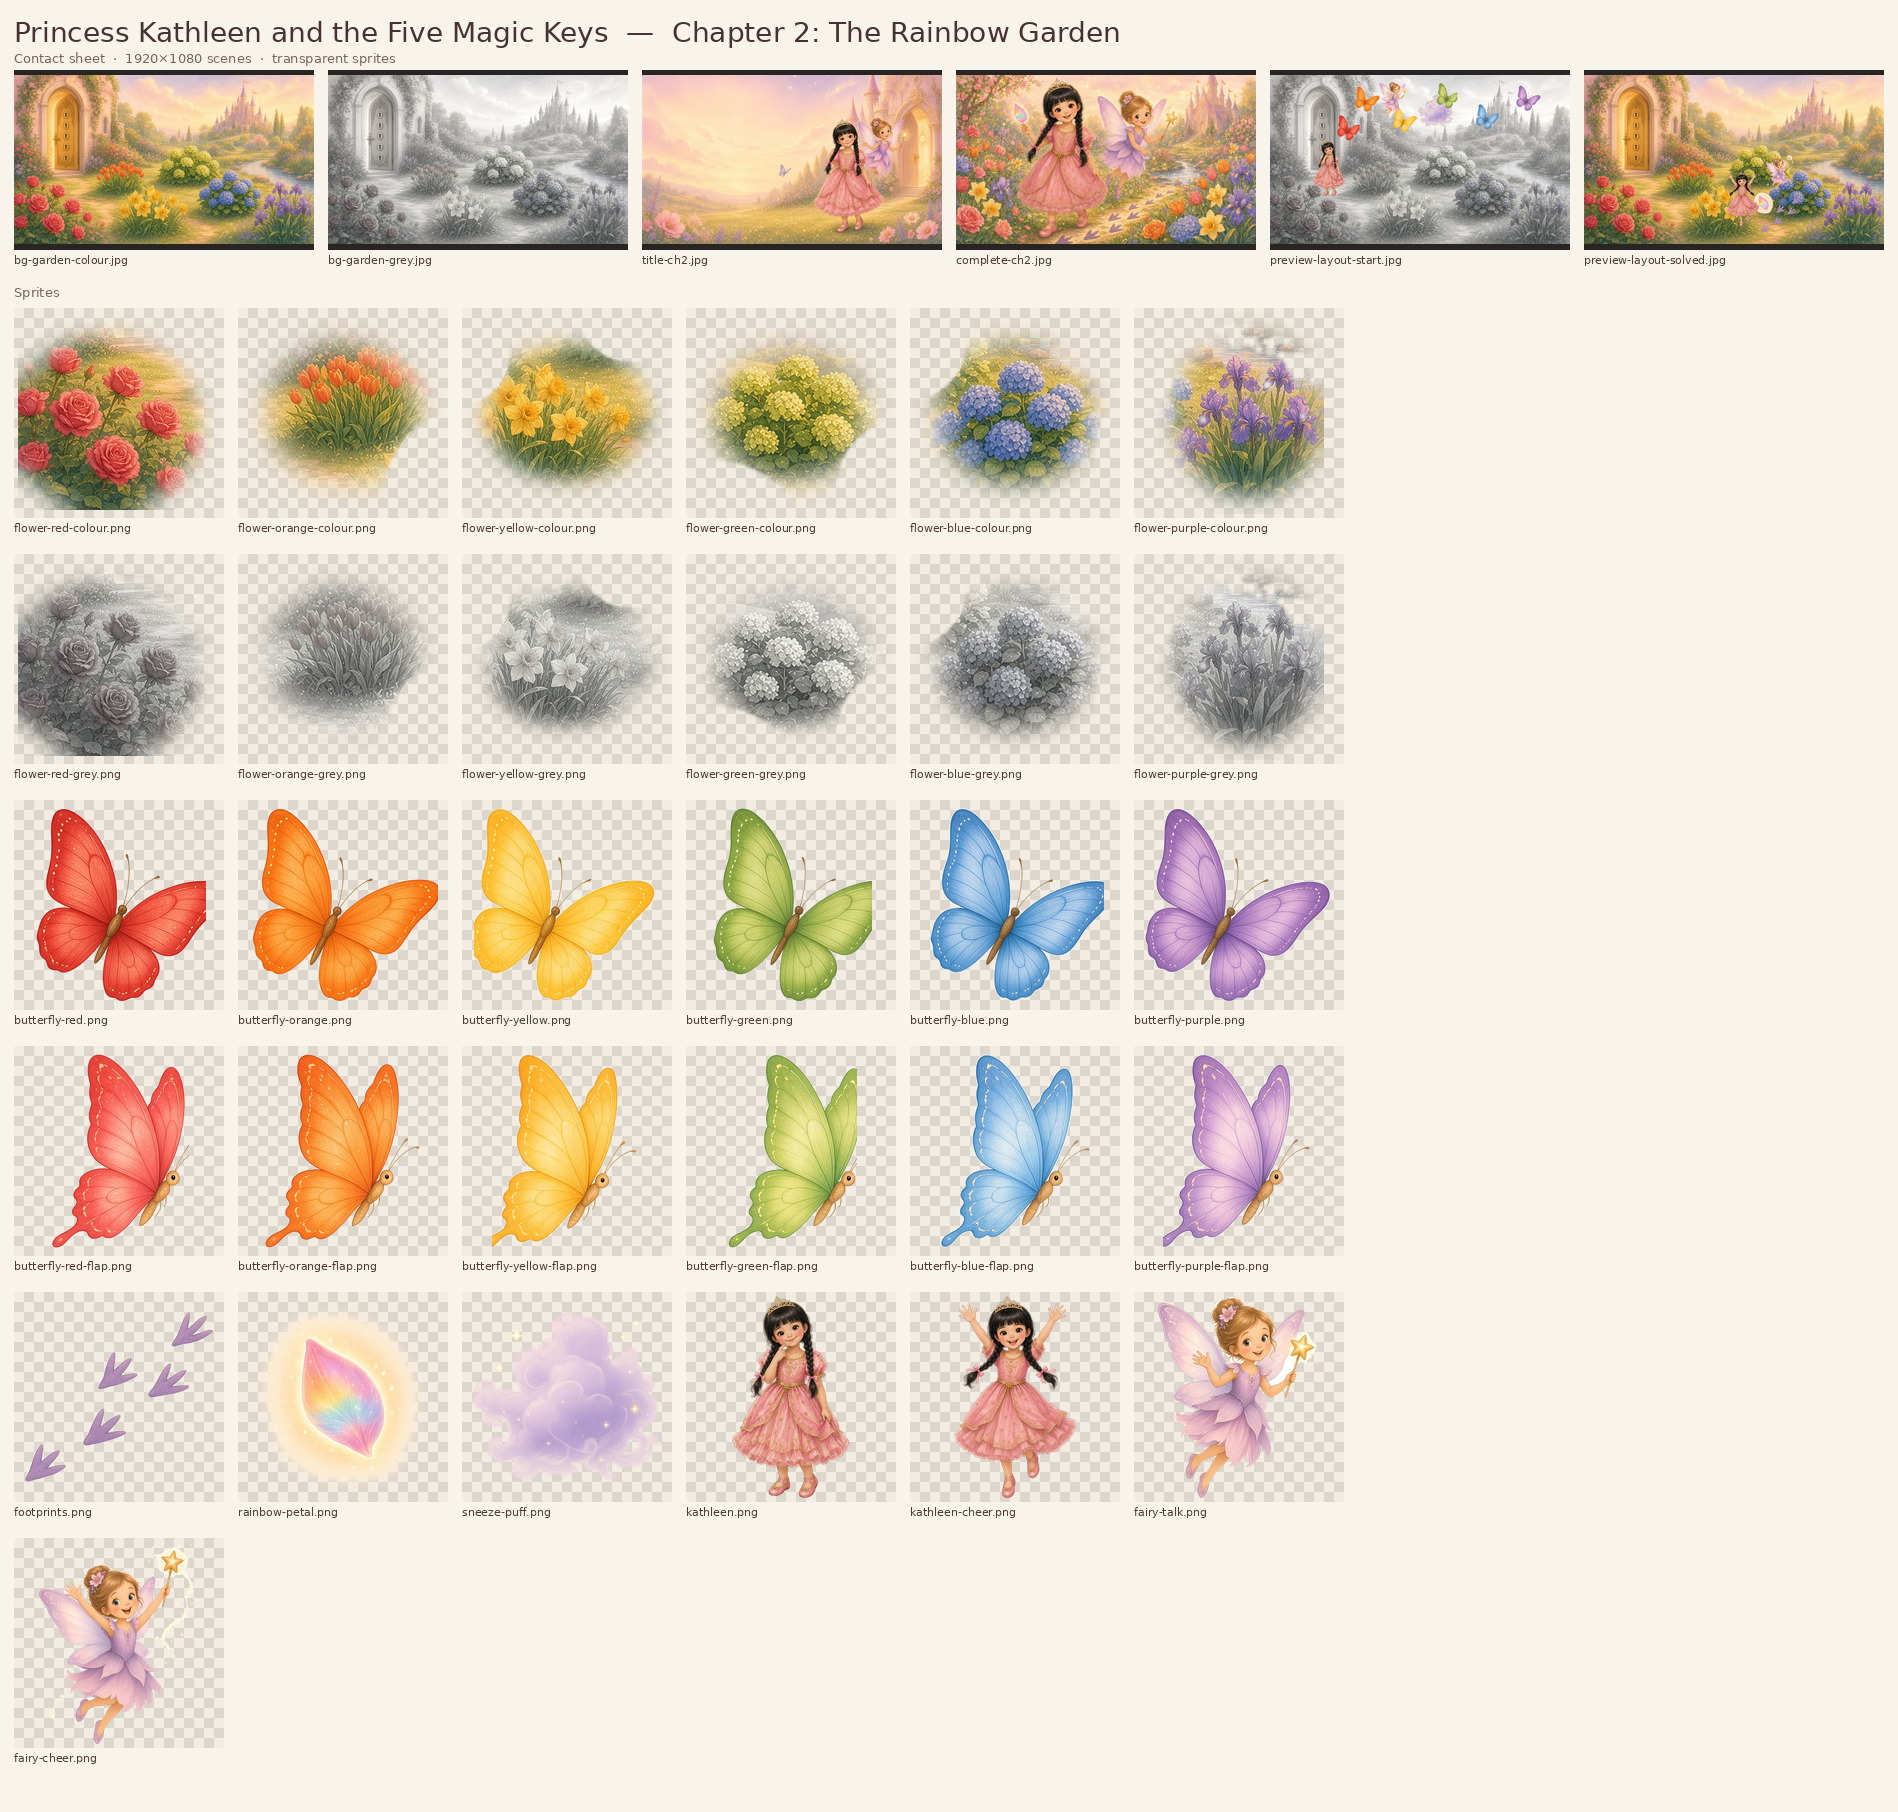 Princess Kathleen and the Five Magic Keys — Chapter 2: The Rainbow Garden
Contact sheet · 1920×1080 scenes · transparent sprites
bg-garden-colour.jpg
bg-garden-grey.jpg
title-ch2.jpg
complete-ch2.jpg
preview-layout-start.jpg
preview-layout-solved.jpg
Sprites
flower-red-colour.png
flower-orange-colour.png
flower-yellow-colour.png
flower-green-colour.png
flower-blue-colour.png
flower-purple-colour.png
flower-red-grey.png
flower-orange-grey.png
flower-yellow-grey.png
flower-green-grey.png
flower-blue-grey.png
flower-purple-grey.png
butterfly-red.png
butterfly-orange.png
butterfly-yellow.png
butterfly-green.png
butterfly-blue.png
butterfly-purple.png
butterfly-red-flap.png
butterfly-orange-flap.png
butterfly-yellow-flap.png
butterfly-green-flap.png
butterfly-blue-flap.png
butterfly-purple-flap.png
footprints.png
rainbow-petal.png
sneeze-puff.png
kathleen.png
kathleen-cheer.png
fairy-talk.png
fairy-cheer.png